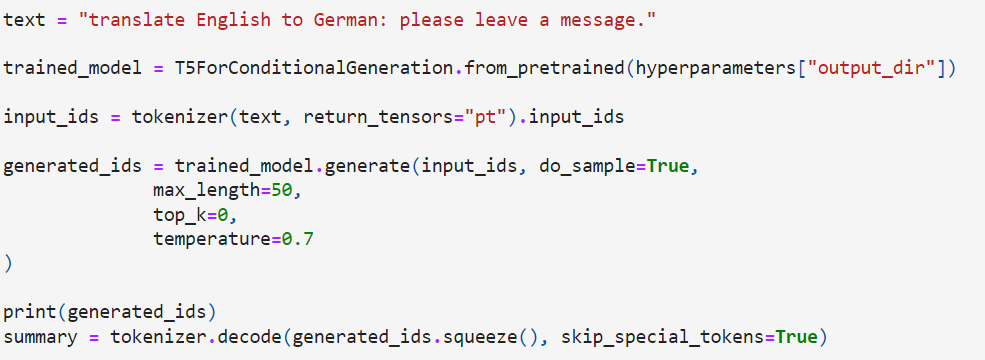 text = "translate English to German: please leave a message."
trained_model = T5ForConditionalGeneration.from_pretrained(hyperparameters["output_dir"])
input_ids = tokenizer(text, return_tensors="pt").input_ids
generated_ids = trained_model.generate(input_ids, do_sample=True,
              max_length=50,
              top_k=0,
              temperature=0.7
)
print(generated_ids)
summary = tokenizer.decode(generated_ids.squeeze(), skip_special_tokens=True)